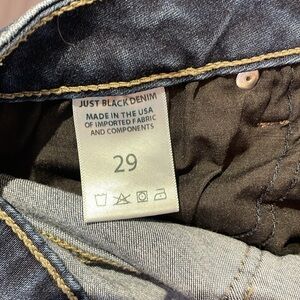 JUST BLACK DENIM
MADE IN THE USA
OF IMPORTED FABRIC
AND COMPONENTS
29